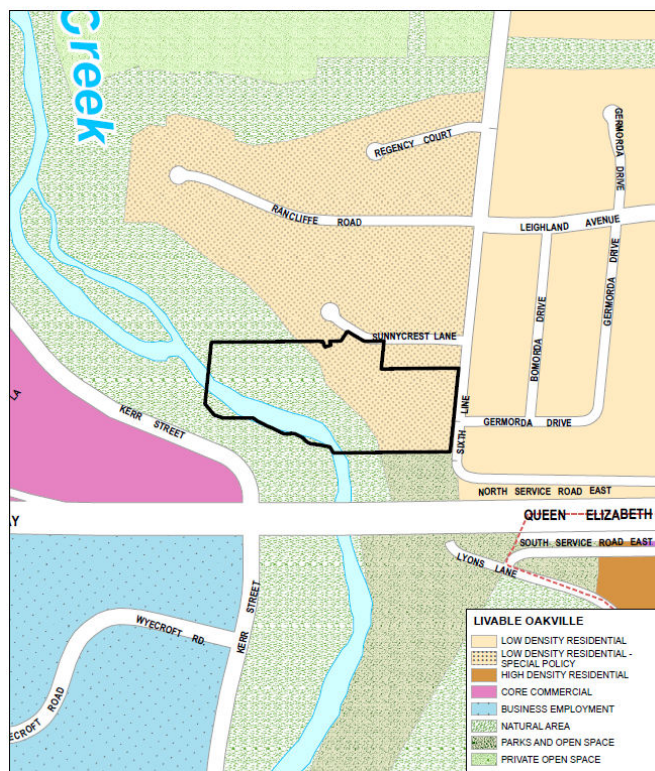 Creek
REGENCY COURT
GERMORDA DRIVE
RANCLIFFE ROAD
LEIGHLAND AVENUE
BOMORDA DRIVE
GERMORDA DRIVE
SUNNYCREST LANE
SIXTH LINE
GERMORDA DRIVE
LA
KERR STREET
NORTH SERVICE ROAD EAST
AY
QUEEN ELIZABETH
SOUTH SERVICE ROAD EAST
LYONS LANE
KERR STREET
WYECROFT RD.
ECROFT ROAD
LIVABLE OAKVILLE
LOW DENSITY RESIDENTIAL
LOW DENSITY RESIDENTIAL -
SPECIAL POLICY
HIGH DENSITY RESIDENTIAL
CORE COMMERCIAL
BUSINESS EMPLOYMENT
NATURAL AREA
PARKS AND OPEN SPACE
PRIVATE OPEN SPACE